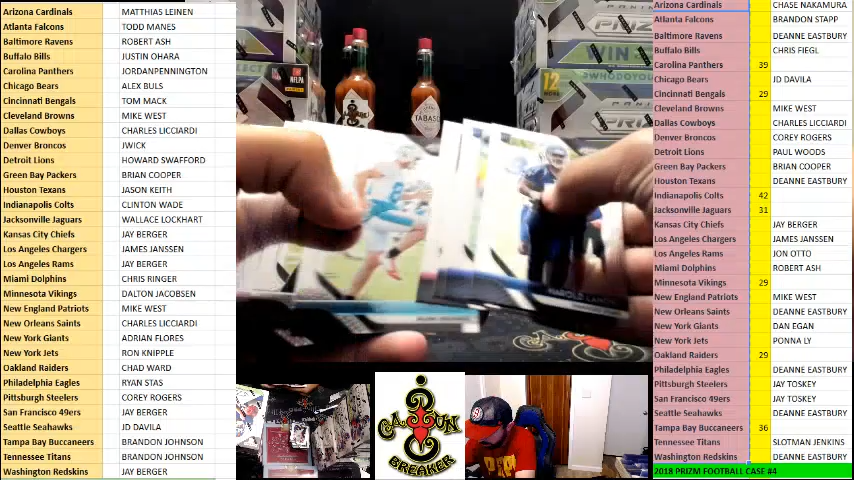 Arizona Cardinals MATTHIAS LEINEN
Atlanta Falcons TODD MANES
Baltimore Ravens ROBERT ASH
Buffalo Bills JUSTIN OHARA
Carolina Panthers JORDANPENNINGTON
Chicago Bears ALEX BULS
Cincinnati Bengals TOM MACK
Cleveland Browns MIKE WEST
Dallas Cowboys CHARLES LICCIARDI
Denver Broncos JWICK
Detroit Lions HOWARD SWAFFORD
Green Bay Packers BRIAN COOPER
Houston Texans JASON KEITH
Indianapolis Colts CLINTON WADE
Jacksonville Jaguars WALLACE LOCKHART
Kansas City Chiefs JAY BERGER
Los Angeles Chargers JAMES JANSSEN
Los Angeles Rams JAY BERGER
Miami Dolphins CHRIS RINGER
Minnesota Vikings DALTON JACOBSEN
New England Patriots MIKE WEST
New Orleans Saints CHARLES LICCIARDI
New York Giants ADRIAN FLORES
New York Jets RON KNIPPLE
Oakland Raiders CHAD WARD
Philadelphia Eagles RYAN STAS
Pittsburgh Steelers COREY ROGERS
San Francisco 49ers JAY BERGER
Seattle Seahawks JD DAVILA
Tampa Bay Buccaneers BRANDON JOHNSON
Tennessee Titans BRANDON JOHNSON
Washington Redskins JAY BERGER
WIN
#WHODOYOU
12
TABASCO
HAROLD LANDRY
CAJUN
BREAKER
Arizona Cardinals CHASE NAKAMURA
Atlanta Falcons BRANDON STAPP
Baltimore Ravens DEANNE EASTBURY
Buffalo Bills CHRIS FIEGL
Carolina Panthers 39
Chicago Bears JD DAVILA
Cincinnati Bengals 29
Cleveland Browns MIKE WEST
Dallas Cowboys CHARLES LICCIARDI
Denver Broncos COREY ROGERS
Detroit Lions PAUL WOODS
Green Bay Packers BRIAN COOPER
Houston Texans DEANNE EASTBURY
Indianapolis Colts 42
Jacksonville Jaguars 31
Kansas City Chiefs JAY BERGER
Los Angeles Chargers JAMES JANSSEN
Los Angeles Rams JON OTTO
Miami Dolphins ROBERT ASH
Minnesota Vikings 29
New England Patriots MIKE WEST
New Orleans Saints DEANNE EASTBURY
New York Giants DAN EGAN
New York Jets PONNA LY
Oakland Raiders 29
Philadelphia Eagles DEANNE EASTBURY
Pittsburgh Steelers JAY TOSKEY
San Francisco 49ers JAY TOSKEY
Seattle Seahawks DEANNE EASTBURY
Tampa Bay Buccaneers 36
Tennessee Titans SLOTMAN JENKINS
Washington Redskins DEANNE EASTBURY
2018 PRIZM FOOTBALL CASE #4